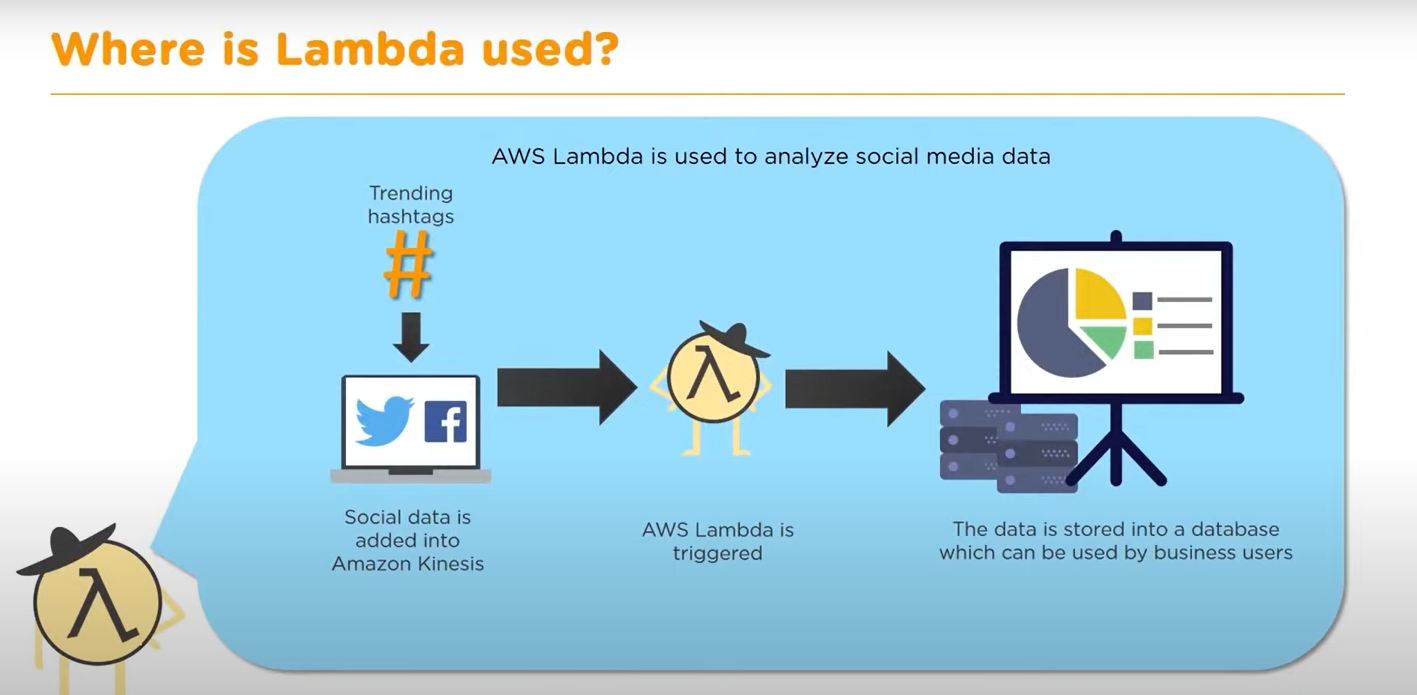 Where is Lambda used?
AWS Lambda is used to analyze social media data
Trending
hashtags
#
f
λ
Social data is
added into
Amazon Kinesis
AWS Lambda is
triggered
The data is stored into a database
which can be used by business users
λ